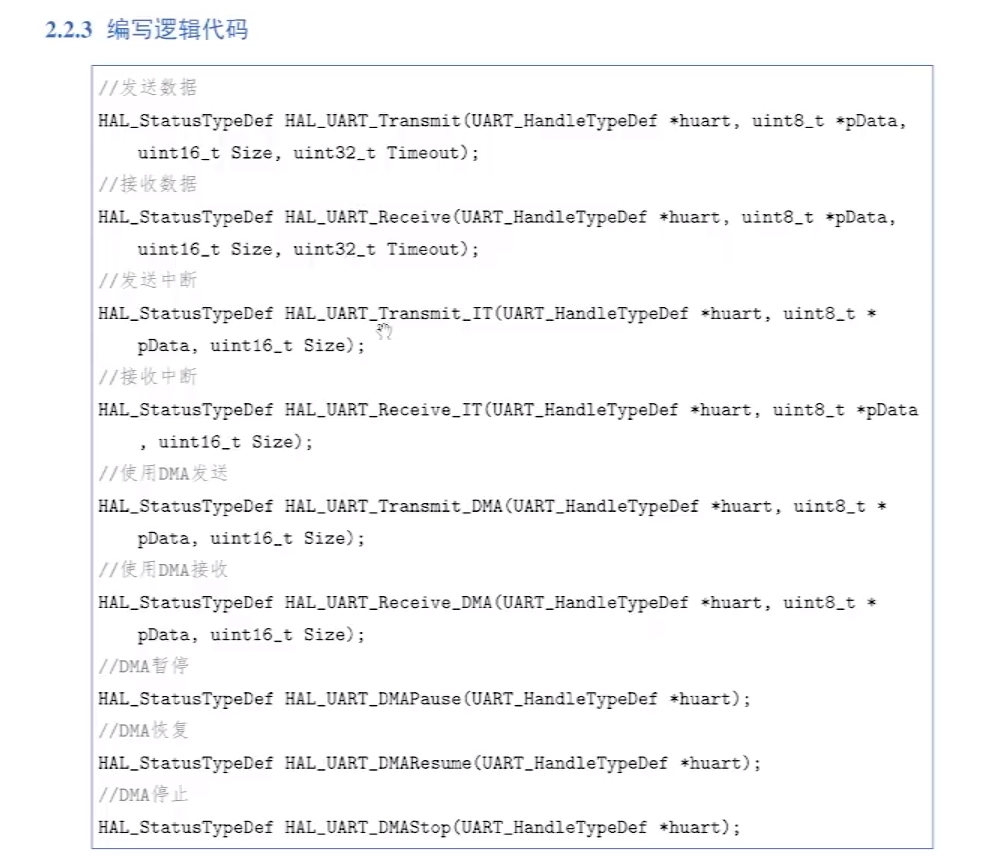 2.2.3 编写逻辑代码
//发送数据
HAL_StatusTypeDef HAL_UART_Transmit(UART_HandleTypeDef *huart, uint8_t *pData,
uint16_t Size, uint32_t Timeout);
//接收数据
HAL_StatusTypeDef HAL_UART_Receive(UART_HandleTypeDef *huart, uint8_t *pData,
uint16_t Size, uint32_t Timeout);
//发送中断
HAL_StatusTypeDef HAL_UART_Transmit_IT(UART_HandleTypeDef *huart, uint8_t *
pData, uint16_t Size);
//接收中断
HAL_StatusTypeDef HAL_UART_Receive_IT(UART_HandleTypeDef *huart, uint8_t *pData
, uint16_t Size);
//使用DMA发送
HAL_StatusTypeDef HAL_UART_Transmit_DMA(UART_HandleTypeDef *huart, uint8_t *
pData, uint16_t Size);
//使用DMA接收
HAL_StatusTypeDef HAL_UART_Receive_DMA(UART_HandleTypeDef *huart, uint8_t *
pData, uint16_t Size);
//DMA暂停
HAL_StatusTypeDef HAL_UART_DMAPause(UART_HandleTypeDef *huart);
//DMA恢复
HAL_StatusTypeDef HAL_UART_DMAResume(UART_HandleTypeDef *huart);
//DMA停止
HAL_StatusTypeDef HAL_UART_DMAStop(UART_HandleTypeDef *huart);